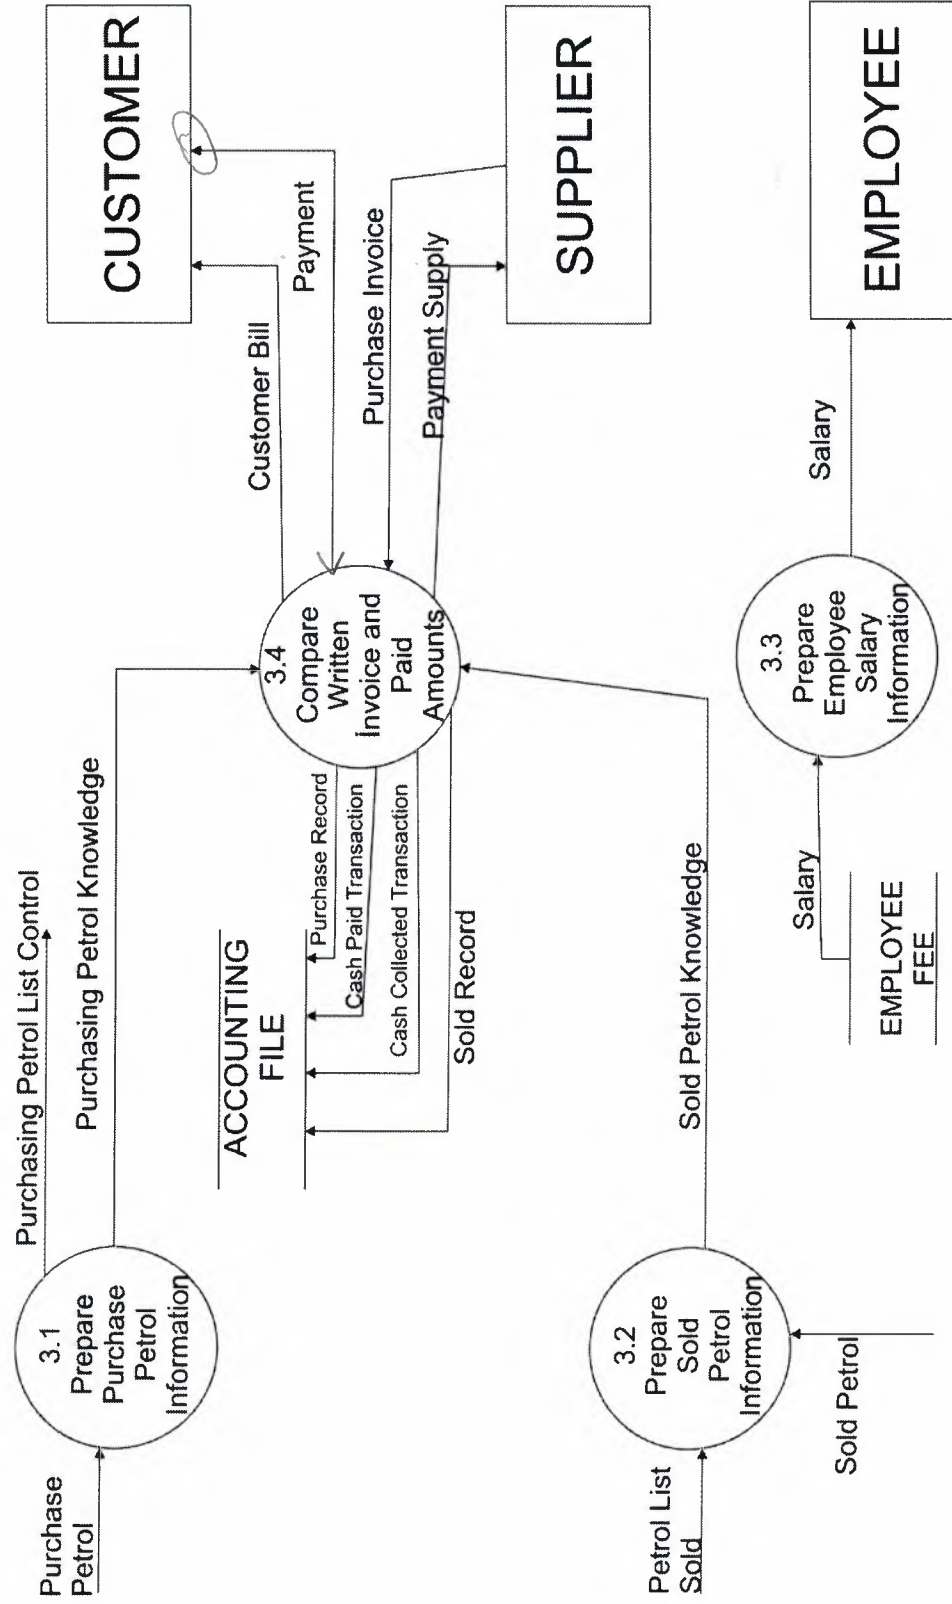 Purchase
Petrol
3.1
Prepare
Purchase
Petrol
Information
Purchasing Petrol List Control
Purchasing Petrol Knowledge
ACCOUNTING
FILE
Purchase Record
Cash Paid Transaction
Cash Collected Transaction
Sold Record
3.4
Compare
Written
Invoice and
Paid
Amounts
Customer Bill
Payment
CUSTOMER
Purchase Invoice
Payment Supply
SUPPLIER
Petrol List
Sold
3.2
Prepare
Sold
Petrol
Information
Sold Petrol
Sold Petrol Knowledge
EMPLOYEE
FEE
Salary
3.3
Prepare
Employee
Salary
Information
Salary
EMPLOYEE